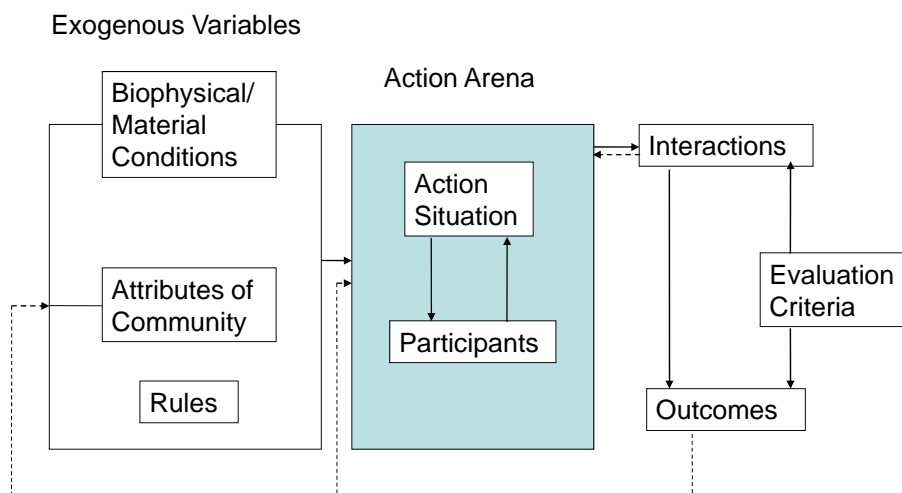 Exogenous Variables
Biophysical/
Material
Conditions
Attributes of
Community
Rules
Action Arena
Action
Situation
Participants
Interactions
Evaluation
Criteria
Outcomes